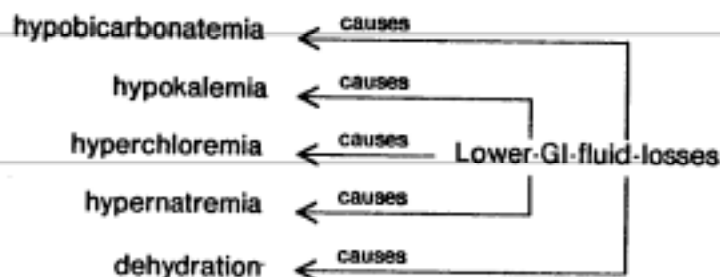 hypobicarbonatemia causes
hypokalemia causes
hyperchloremia causes Lower-GI-fluid-losses
hypernatremia causes
dehydration causes